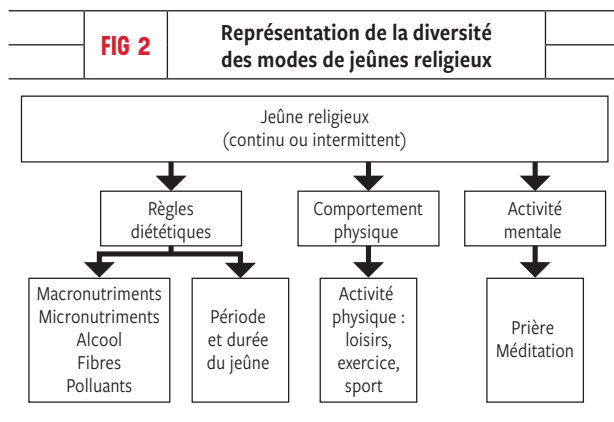 FIG 2
Représentation de la diversité
des modes de jeûnes religieux
Jeûne religieux
(continu ou intermittent)
Règles
diététiques
Comportement
physique
Activité
mentale
Macronutriments
Micronutriments
Alcool
Fibres
Polluants
Période
et durée
du jeûne
Activité
physique :
loisirs,
exercice,
sport
Prière
Méditation